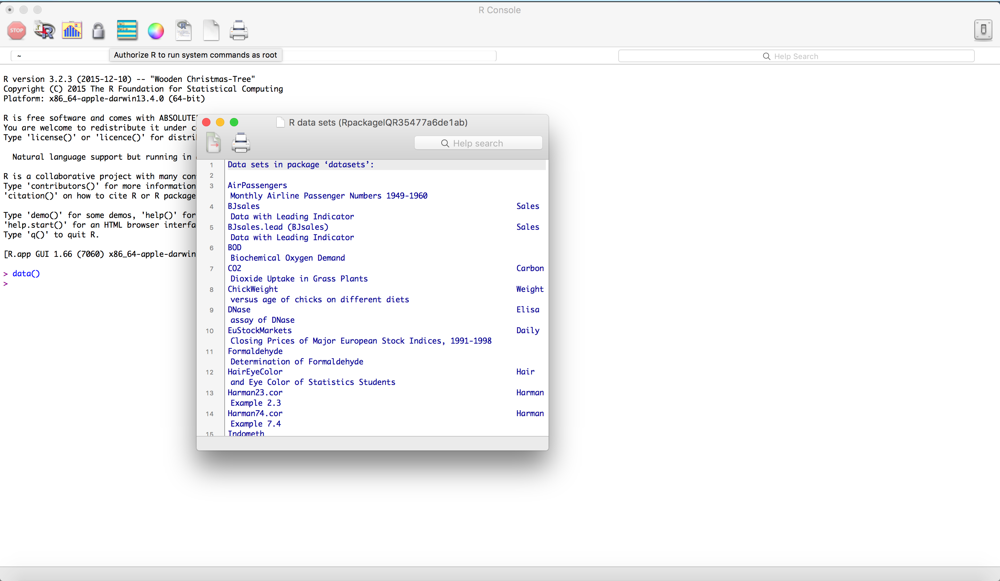 R Console
STOP
Authorize R to run system commands as root
~
Help Search
R version 3.2.3 (2015-12-10) -- "Wooden Christmas-Tree"
Copyright (C) 2015 The R Foundation for Statistical Computing
Platform: x86_64-apple-darwin13.4.0 (64-bit)
R is free software and comes with ABSOLUTE
You are welcome to redistribute it under c
Type 'license()' or 'licence()' for distri
Natural language support but running in
R is a collaborative project with many con
Type 'contributors()' for more information
'citation()' on how to cite R or R package
Type 'demo()' for some demos, 'help()' for
'help.start()' for an HTML browser interfa
Type 'q()' to quit R.
[R.app GUI 1.66 (7060) x86_64-apple-darwin
> data()
>
R data sets (RpackageIQR35477a6de1ab)
Help search
1 Data sets in package ‘datasets’:
2
3 AirPassengers
Monthly Airline Passenger Numbers 1949-1960
4 BJsales Sales
Data with Leading Indicator
5 BJsales.lead (BJsales) Sales
Data with Leading Indicator
6 BOD
Biochemical Oxygen Demand
7 CO2 Carbon
Dioxide Uptake in Grass Plants
8 ChickWeight Weight
versus age of chicks on different diets
9 DNase Elisa
assay of DNase
10 EuStockMarkets Daily
Closing Prices of Major European Stock Indices, 1991-1998
11 Formaldehyde
Determination of Formaldehyde
12 HairEyeColor Hair
and Eye Color of Statistics Students
13 Harman23.cor Harman
Example 2.3
14 Harman74.cor Harman
Example 7.4
15 Indometh